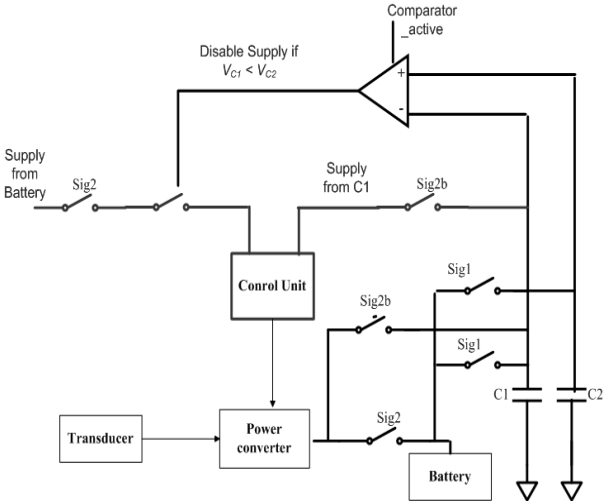 Comparator
_active
Disable Supply if
VC1 < VC2
+
-
Supply
from
Battery
Sig2
Supply
from C1
Sig2b
Conrol Unit
Sig1
Sig2b
Sig1
C1
C2
Transducer
Power
converter
Sig2
Battery